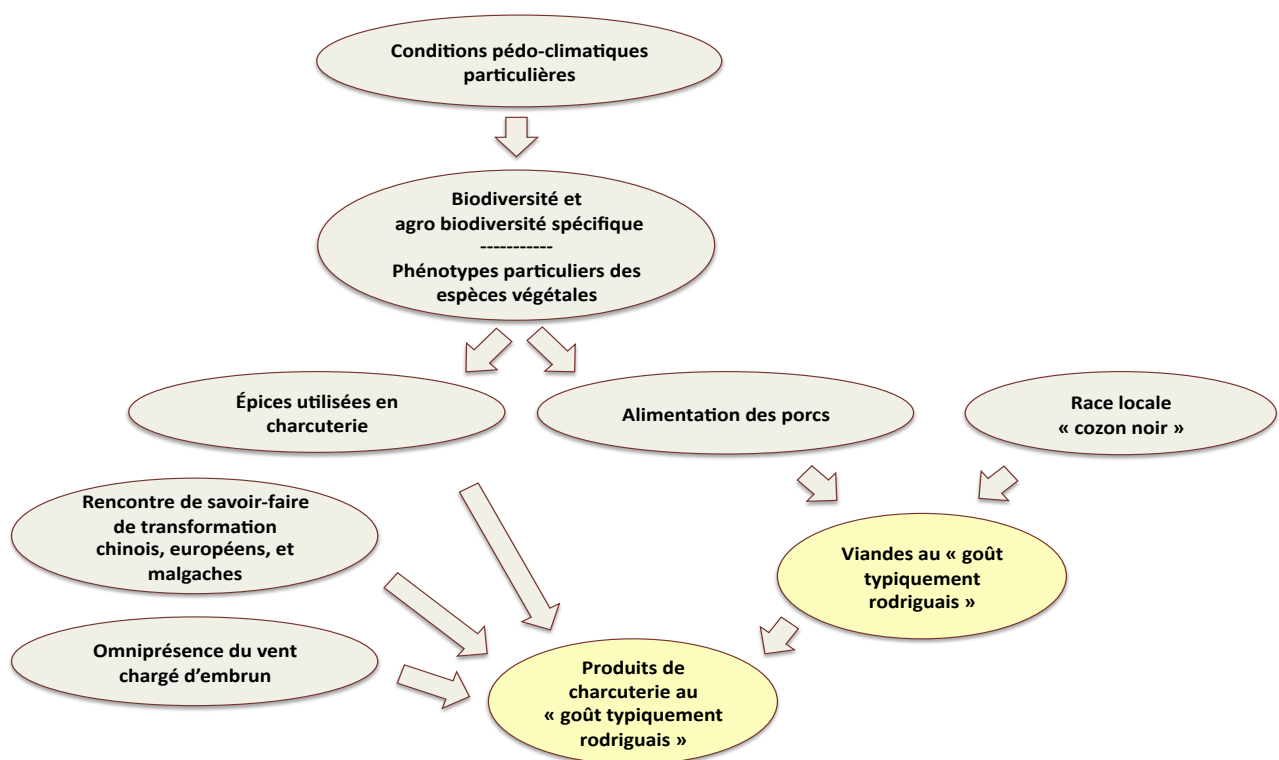 Conditions pédo-climatiques
particulières
Biodiversité et
agro biodiversité spécifique
-----------
Phénotypes particuliers des
espèces végétales
Épices utilisées en
charcuterie
Alimentation des porcs
Race locale
« cozon noir »
Rencontre de savoir-faire
de transformation
chinois, européens, et
malgaches
Viandes au « goût
typiquement
rodriguais »
Omniprésence du vent
chargé d’embrun
Produits de
charcuterie au
« goût typiquement
rodriguais »